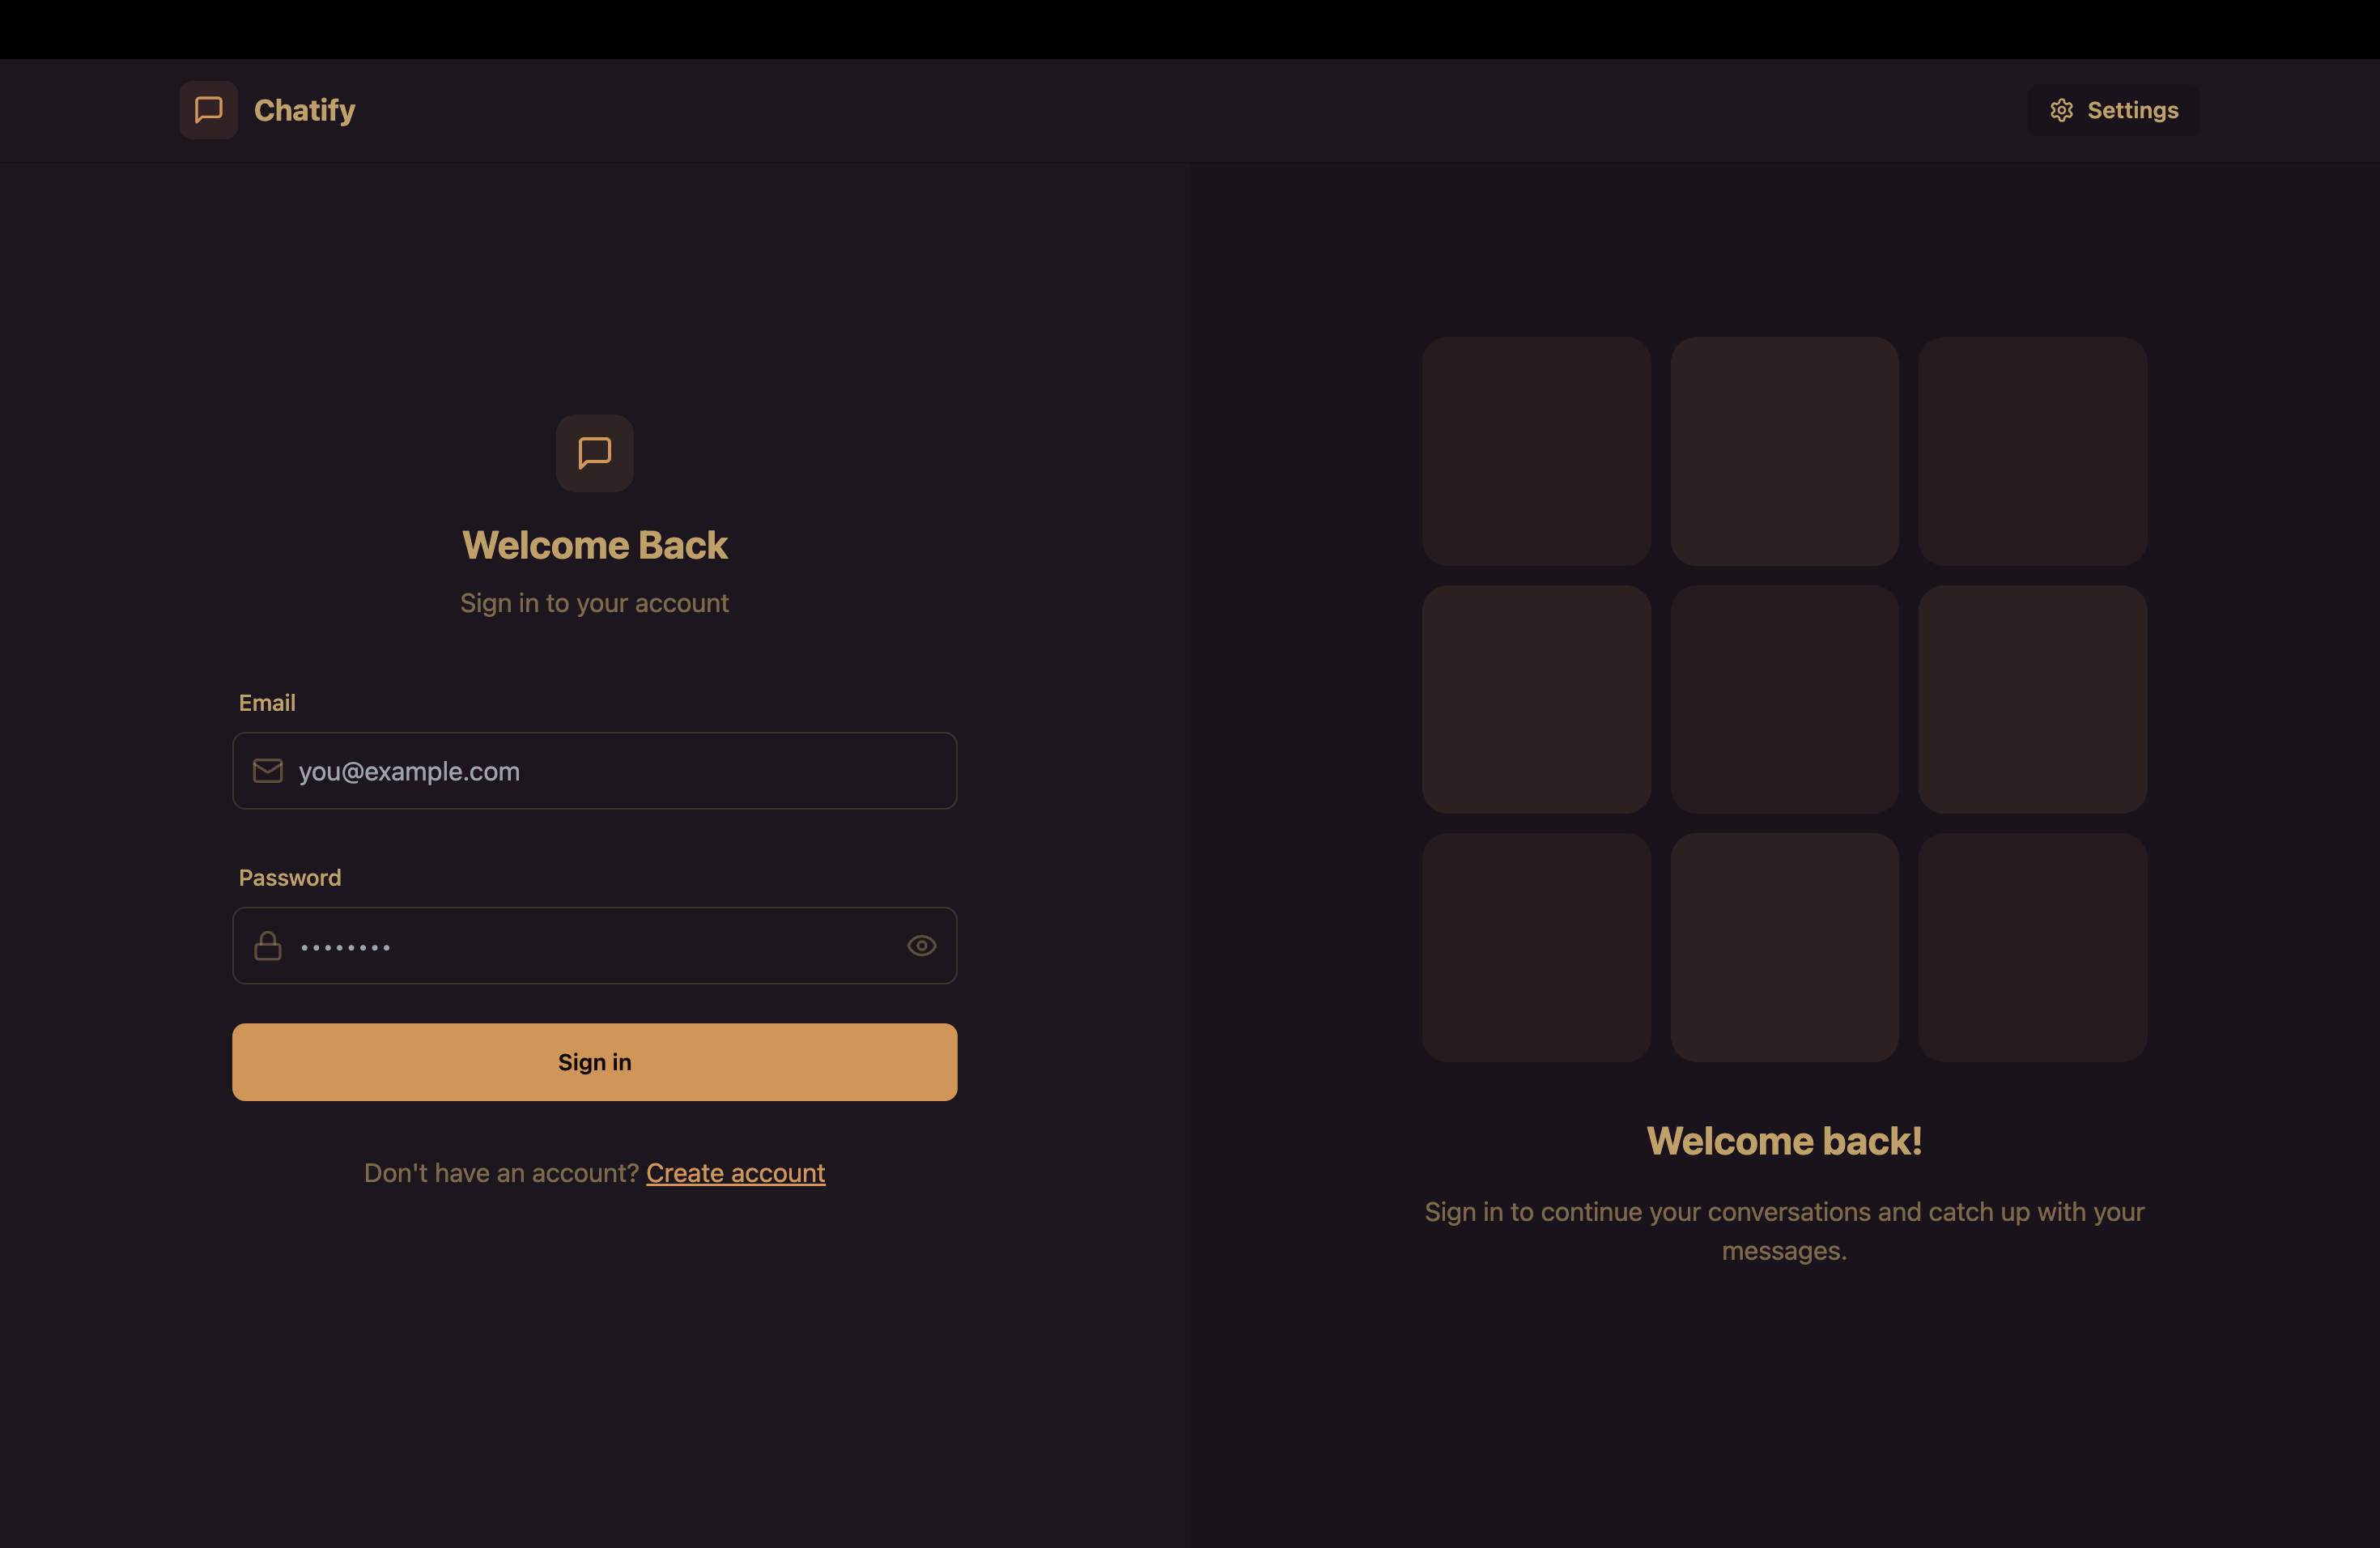 Chatify
Settings
Welcome Back
Sign in to your account
Email
you@example.com
Password
••••••••
Sign in
Don't have an account? Create account
Welcome back!
Sign in to continue your conversations and catch up with your
messages.